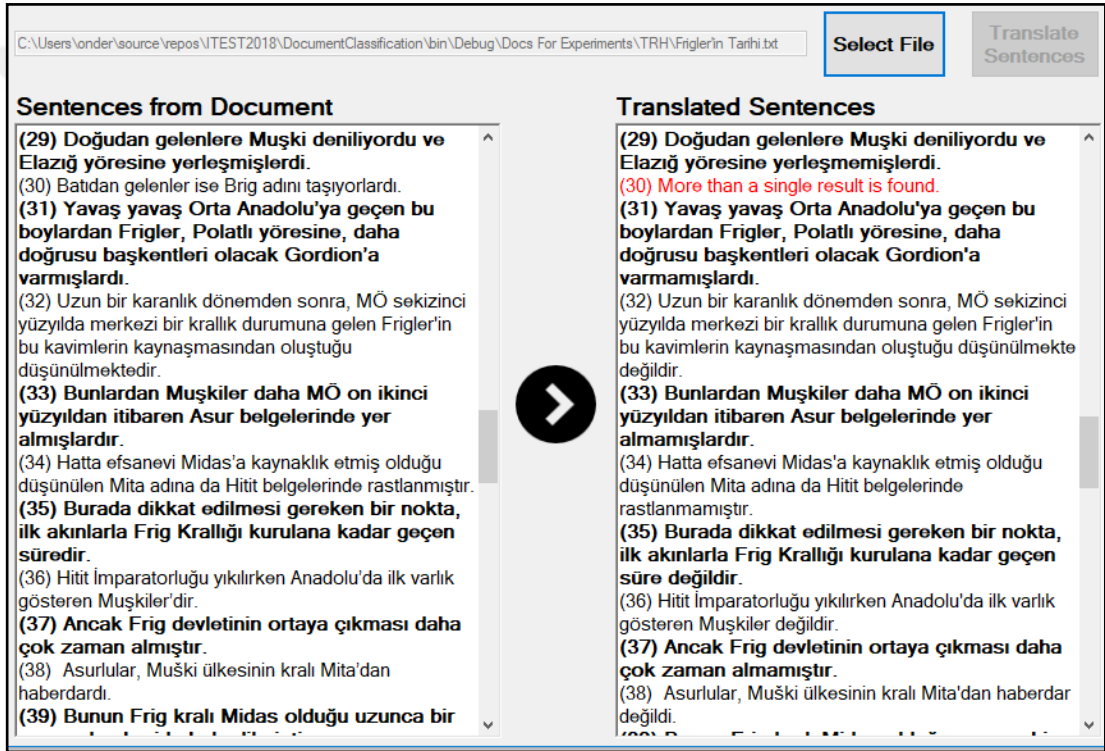 C:\Users\onder\source\repos\ITEST2018\DocumentClassification\bin\Debug\Docs For Experiments\TRH\Frigler'in Tarihi.txt
Select File
Translate
Sentences
Sentences from Document
(29) Doğudan gelenlere Muşki deniliyordu ve
Elazığ yöresine yerleşmişlerdi.
(30) Batıdan gelenler ise Brig adını taşıyorlardı.
(31) Yavaş yavaş Orta Anadolu’ya geçen bu
boylardan Frigler, Polatlı yöresine, daha
doğrusu başkentleri olacak Gordion’a
varmışlardı.
(32) Uzun bir karanlık dönemden sonra, MÖ sekizinci
yüzyılda merkezi bir krallık durumuna gelen Frigler'in
bu kavimlerin kaynaşmasından oluştuğu
düşünülmektedir.
(33) Bunlardan Muşkiler daha MÖ on ikinci
yüzyıldan itibaren Asur belgelerinde yer
almışlardır.
(34) Hatta efsanevi Midas’a kaynaklık etmiş olduğu
düşünülen Mita adına da Hitit belgelerinde rastlanmıştır.
(35) Burada dikkat edilmesi gereken bir nokta,
ilk akınlarla Frig Krallığı kurulana kadar geçen
süredir.
(36) Hitit İmparatorluğu yıkılırken Anadolu’da ilk varlık
gösteren Muşkiler’dir.
(37) Ancak Frig devletinin ortaya çıkması daha
çok zaman almıştır.
(38) Asurlular, Muški ülkesinin kralı Mita’dan
haberdardı.
(39) Bunun Frig kralı Midas olduğu uzunca bir
Translated Sentences
(29) Doğudan gelenlere Muşki deniliyordu ve
Elazığ yöresine yerleşmemişlerdi.
(30) More than a single result is found.
(31) Yavaş yavaş Orta Anadolu'ya geçen bu
boylardan Frigler, Polatlı yöresine, daha
doğrusu başkentleri olacak Gordion'a
varmamışlardı.
(32) Uzun bir karanlık dönemden sonra, MÖ sekizinci
yüzyılda merkezi bir krallık durumuna gelen Frigler'in
bu kavimlerin kaynaşmasından oluştuğu düşünülmekte
değildir.
(33) Bunlardan Muşkiler daha MÖ on ikinci
yüzyıldan itibaren Asur belgelerinde yer
almamışlardır.
(34) Hatta efsanevi Midas'a kaynaklık etmiş olduğu
düşünülen Mita adına da Hitit belgelerinde
rastlanmamıştır.
(35) Burada dikkat edilmesi gereken bir nokta,
ilk akınlarla Frig Krallığı kurulana kadar geçen
süre değildir.
(36) Hitit İmparatorluğu yıkılırken Anadolu'da ilk varlık
gösteren Muşkiler değildir.
(37) Ancak Frig devletinin ortaya çıkması daha
çok zaman almamıştır.
(38) Asurlular, Muški ülkesinin kralı Mita'dan haberdar
değildi.